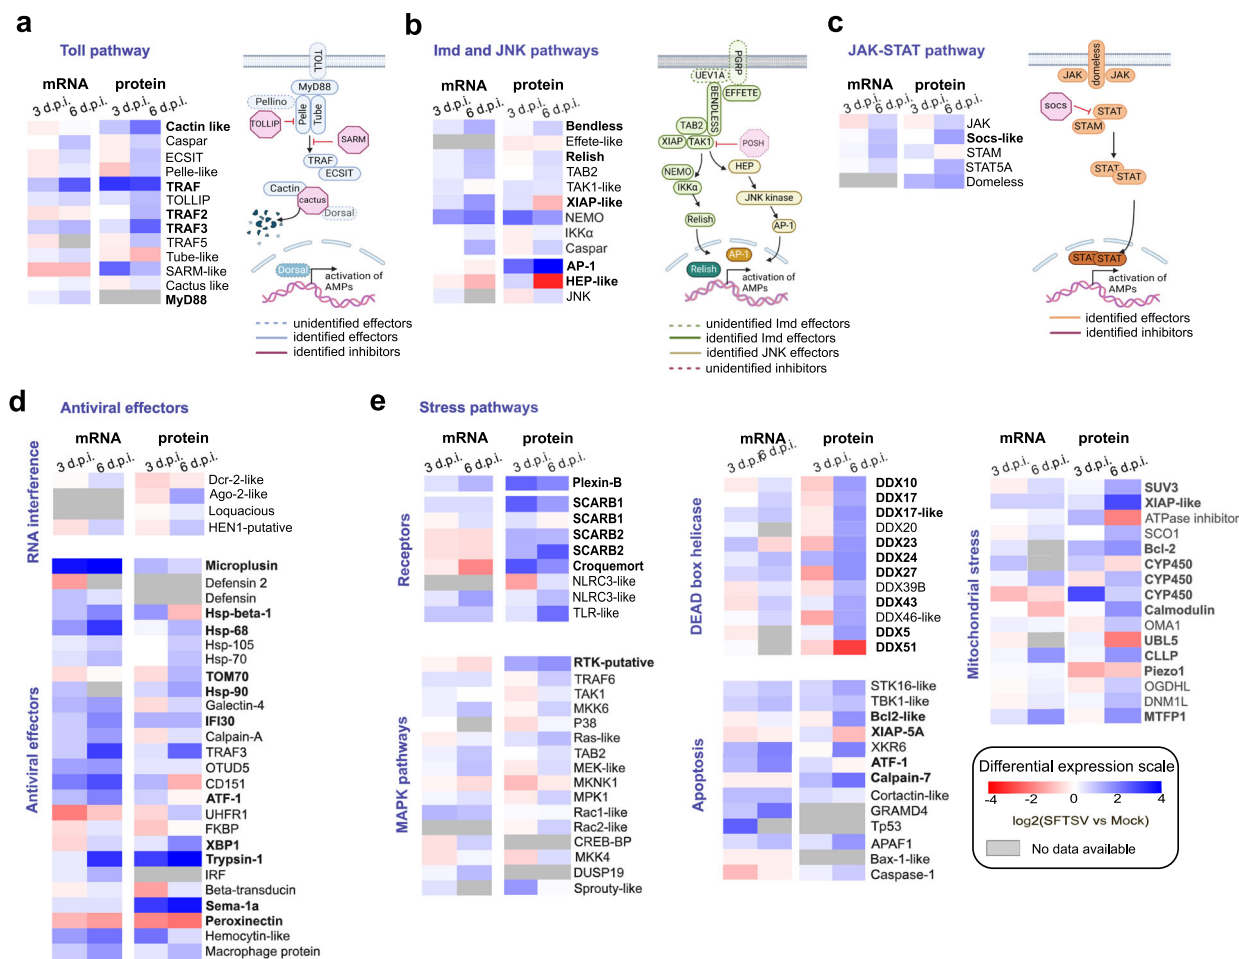 a
Toll pathway
mRNA
protein
3 d.p.i.
6 d.p.i.
3 d.p.i.
6 d.p.i.
Cactin like
Caspar
ECSIT
Pelle-like
TRAF
TOLLIP
TRAF2
TRAF3
TRAF5
Tube-like
SARM-like
Cactus like
MyD88
TOLL
MyD88
Pellino
Pelle
Tube
TOLLIP
SARM
TRAF
ECSIT
Cactin
cactus
Dorsal
Dorsal
activation of
AMPs
unidentified effectors
identified effectors
identified inhibitors
b
Imd and JNK pathways
mRNA
protein
3 d.p.i.
6 d.p.i.
3 d.p.i.
6 d.p.i.
Bendless
Effete-like
Relish
TAB2
TAK1-like
XIAP-like
NEMO
IKKα
Caspar
AP-1
HEP-like
JNK
PGRP
UEV1A
BENDLESS
EFFETE
TAB2
XIAP
TAK1
POSH
HEP
NEMO
IKKα
JNK kinase
Relish
AP-1
AP-1
Relish
activation of
AMPs
unidentified Imd effectors
identified Imd effectors
identified JNK effectors
unidentified inhibitors
c
JAK-STAT pathway
mRNA
protein
3 d.p.i.
6 d.p.i.
3 d.p.i.
6 d.p.i.
JAK
Socs-like
STAM
STAT5A
Domeless
JAK
domeless
JAK
socs
STAT
STAM
STAT
STAT
STAT
STAT
activation of
AMPs
identified effectors
identified inhibitors
d
Antiviral effectors
mRNA
protein
3 d.p.i.
6 d.p.i.
3 d.p.i.
6 d.p.i.
RNA interference
Dcr-2-like
Ago-2-like
Loquacious
HEN1-putative
Antiviral effectors
Microplusin
Defensin 2
Defensin
Hsp-beta-1
Hsp-68
Hsp-105
Hsp-70
TOM70
Hsp-90
Galectin-4
IFI30
Calpain-A
TRAF3
OTUD5
CD151
ATF-1
UHFR1
FKBP
XBP1
Trypsin-1
IRF
Beta-transducin
Sema-1a
Peroxinectin
Hemocytin-like
Macrophage protein
e
Stress pathways
mRNA
protein
3 d.p.i.
6 d.p.i.
3 d.p.i.
6 d.p.i.
Receptors
Plexin-B
SCARB1
SCARB1
SCARB2
SCARB2
Croquemort
NLRC3-like
NLRC3-like
TLR-like
MAPK pathways
RTK-putative
TRAF6
TAK1
MKK6
P38
Ras-like
TAB2
MEK-like
MKNK1
MPK1
Rac1-like
Rac2-like
CREB-BP
MKK4
DUSP19
Sprouty-like
mRNA
protein
3 d.p.i.
6 d.p.i.
3 d.p.i.
6 d.p.i.
DEAD box helicase
DDX10
DDX17
DDX17-like
DDX20
DDX23
DDX24
DDX27
DDX39B
DDX43
DDX46-like
DDX5
DDX51
Apoptosis
STK16-like
TBK1-like
Bcl2-like
XIAP-5A
XKR6
ATF-1
Calpain-7
Cortactin-like
GRAMD4
Tp53
APAF1
Bax-1-like
Caspase-1
mRNA
protein
3 d.p.i.
6 d.p.i.
3 d.p.i.
6 d.p.i.
Mitochondrial stress
SUV3
XIAP-like
ATPase inhibitor
SCO1
Bcl-2
CYP450
CYP450
CYP450
Calmodulin
OMA1
UBL5
CLLP
Piezo1
OGDHL
DNM1L
MTFP1
Differential expression scale
-4 -2 0 2 4
log2(SFTSV vs Mock)
No data available